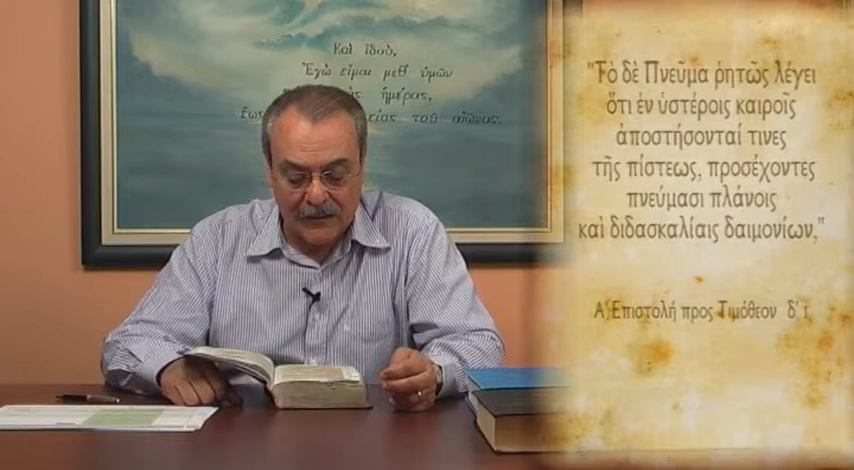 Καὶ ἰδοὺ,
Ἐγὼ εἶμαι μεθ' ὑμῶν
ἡμέρας,
τοῦ αἰῶνος.
"Τὸ δὲ Πνεῦμα ῥητῶς λέγει
ὅτι ἐν ὑστέροις καιροῖς
ἀποστήσονταί τινες
τῆς πίστεως, προσέχοντες
πνεύμασι πλάνοις
καὶ διδασκαλίαις δαιμονίων,"
Α' Επιστολή προς Τιμόθεον δ' 1